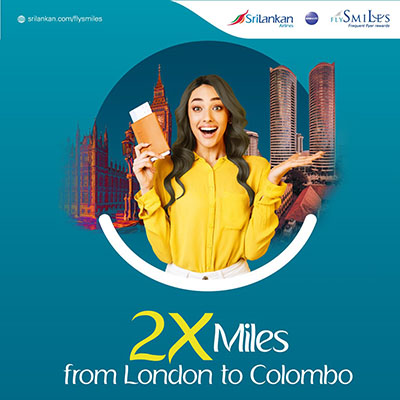 srilankan.com/flysmiles
SriLankan
Airlines
FLYSMiLES
Frequent flyer rewards
2X Miles
from London to Colombo